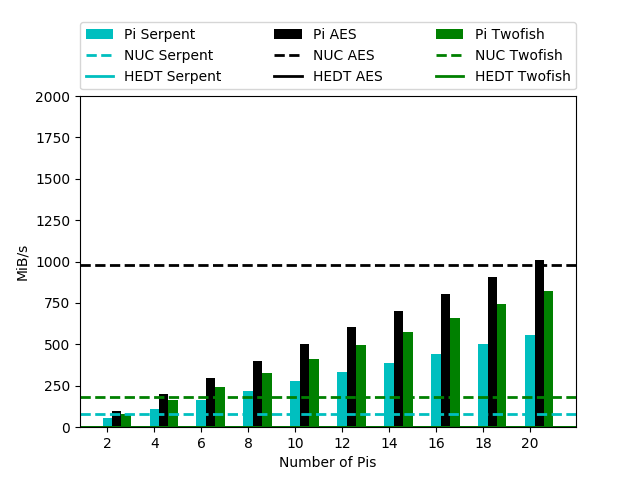 Pi Serpent Pi AES Pi Twofish
NUC Serpent NUC AES NUC Twofish
HEDT Serpent HEDT AES HEDT Twofish
2000
1750
1500
1250
1000
750
500
250
0
MiB/s
2 4 6 8 10 12 14 16 18 20
Number of Pis